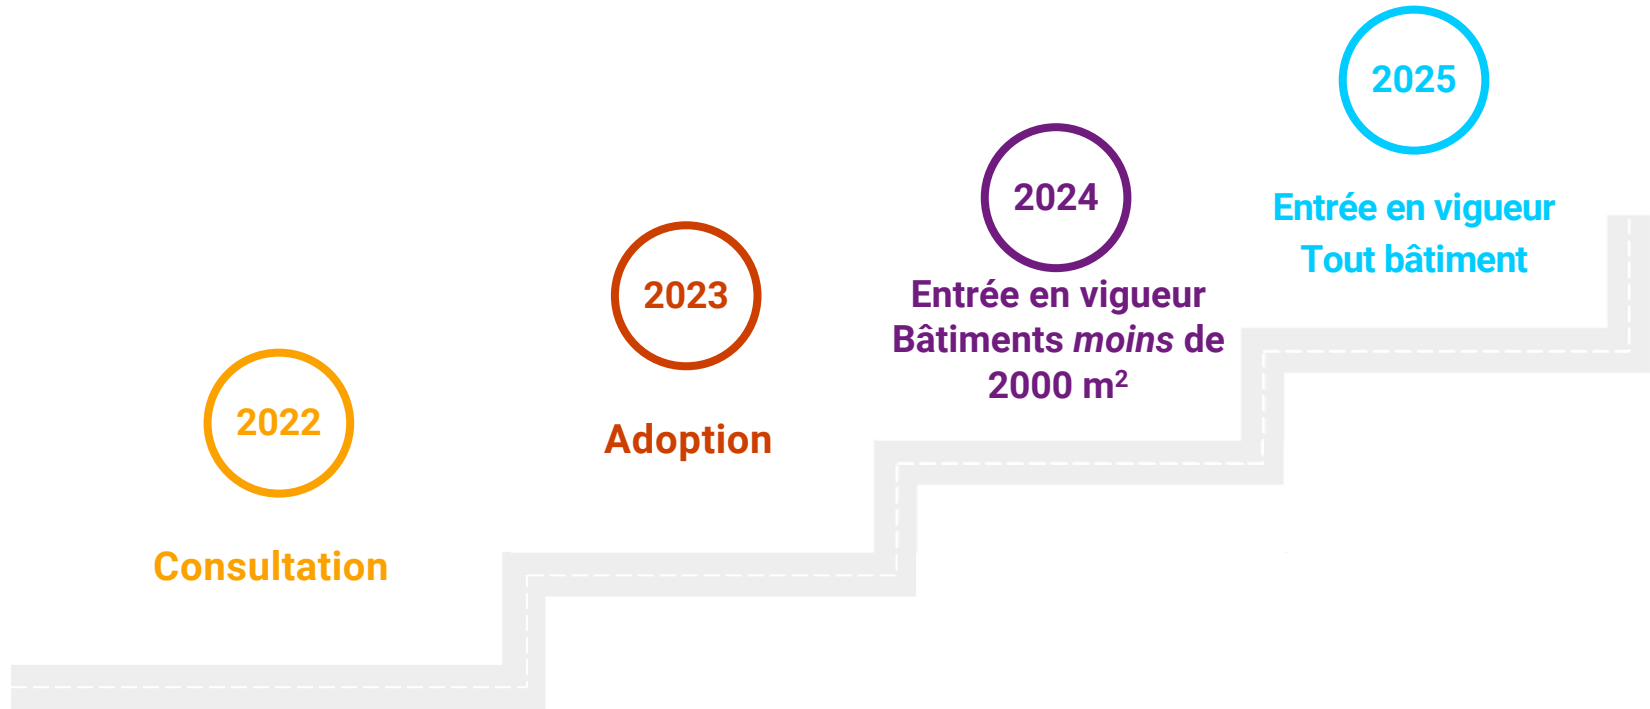 2022
Consultation
2023
Adoption
2024
Entrée en vigueur
Bâtiments moins de
2000 m²
2025
Entrée en vigueur
Tout bâtiment